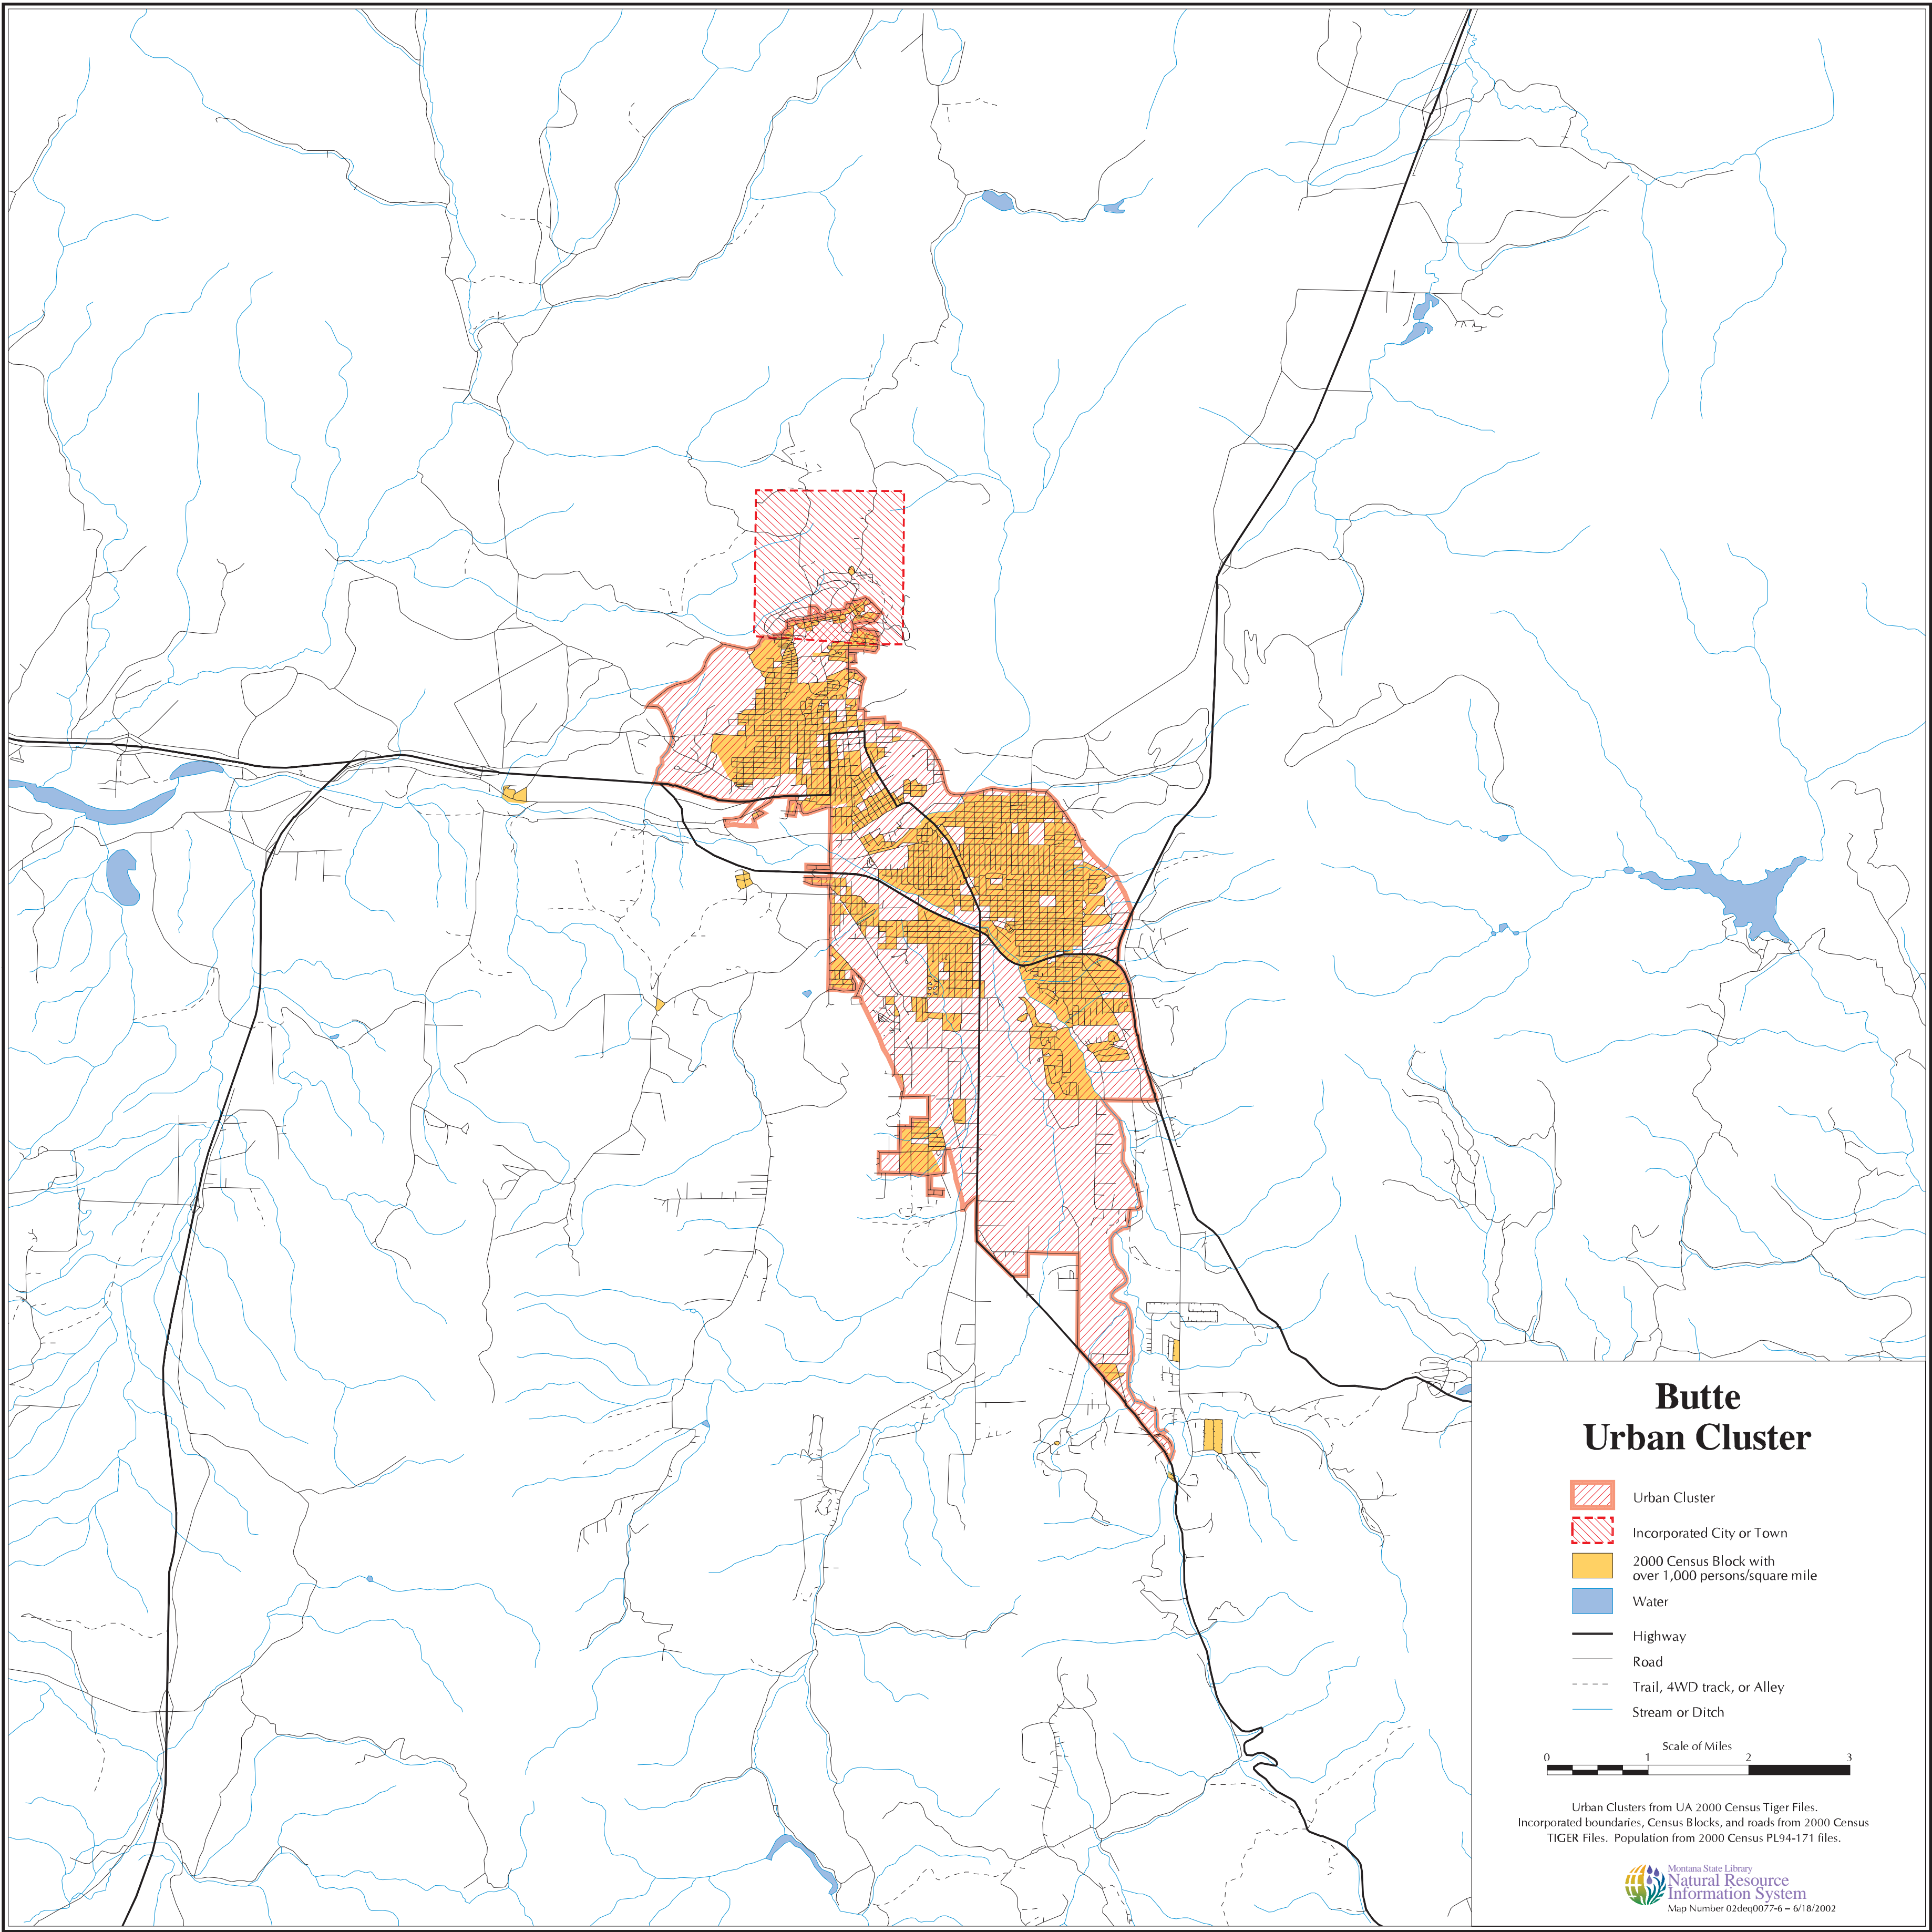 Butte
Urban Cluster
Urban Cluster
Incorporated City or Town
2000 Census Block with
over 1,000 persons/square mile
Water
Highway
Road
Trail, 4WD track, or Alley
Stream or Ditch
Scale of Miles
0 1 2 3
Urban Clusters from UA 2000 Census Tiger Files.
Incorporated boundaries, Census Blocks, and roads from 2000 Census
TIGER Files. Population from 2000 Census PL94-171 files.
Montana State Library
Natural Resource
Information System
Map Number 02deq0077-6 – 6/18/2002